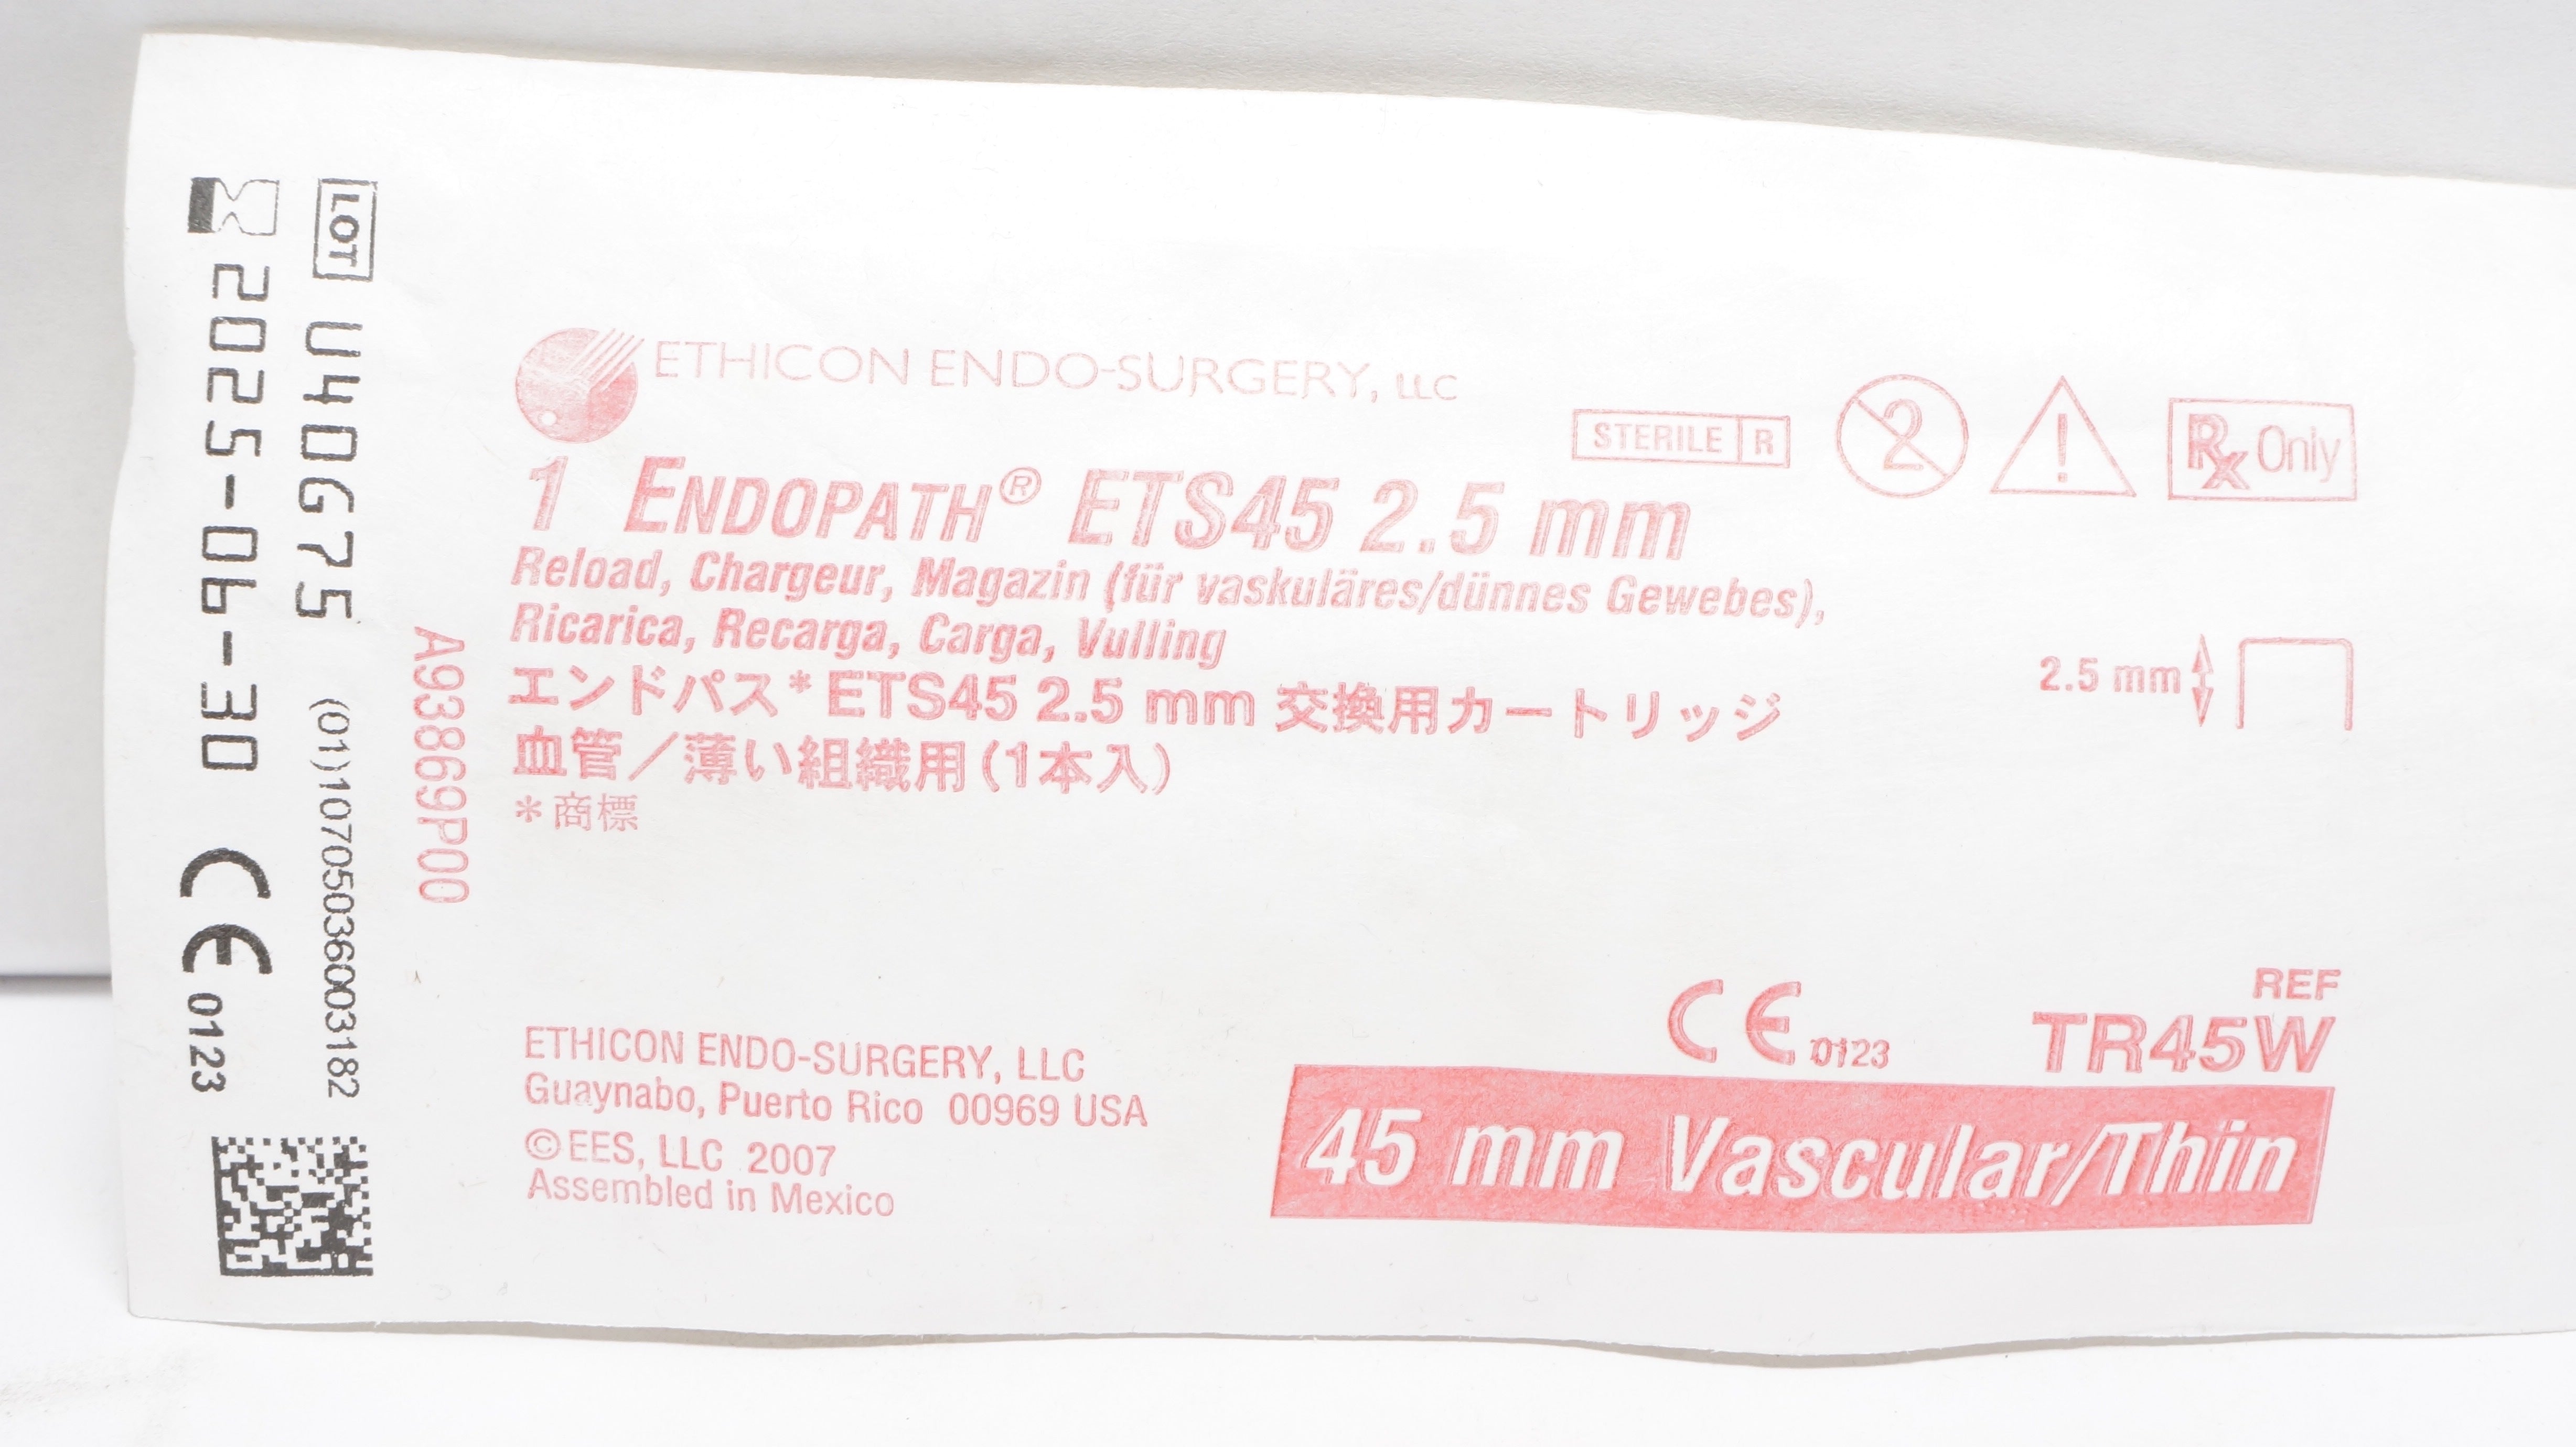 LOT U40G75 (01)10705036003182
2025-06-30 CE 0123
A93869P00
ETHICON ENDO-SURGERY, LLC
STERILE R
2
!
Rx Only
1 ENDOPATH® ETS45 2.5 mm
Reload, Chargeur, Magazin (für vaskuläres/dünnes Gewebes),
Ricarica, Recarga, Carga, Vulling
エンドパス* ETS45 2.5 mm 交換用カートリッジ
血管／薄い組織用(1本入)
*商標
2.5 mm
ETHICON ENDO-SURGERY, LLC
Guaynabo, Puerto Rico 00969 USA
© EES, LLC 2007
Assembled in Mexico
CE 0123
REF
TR45W
45 mm Vascular/Thin